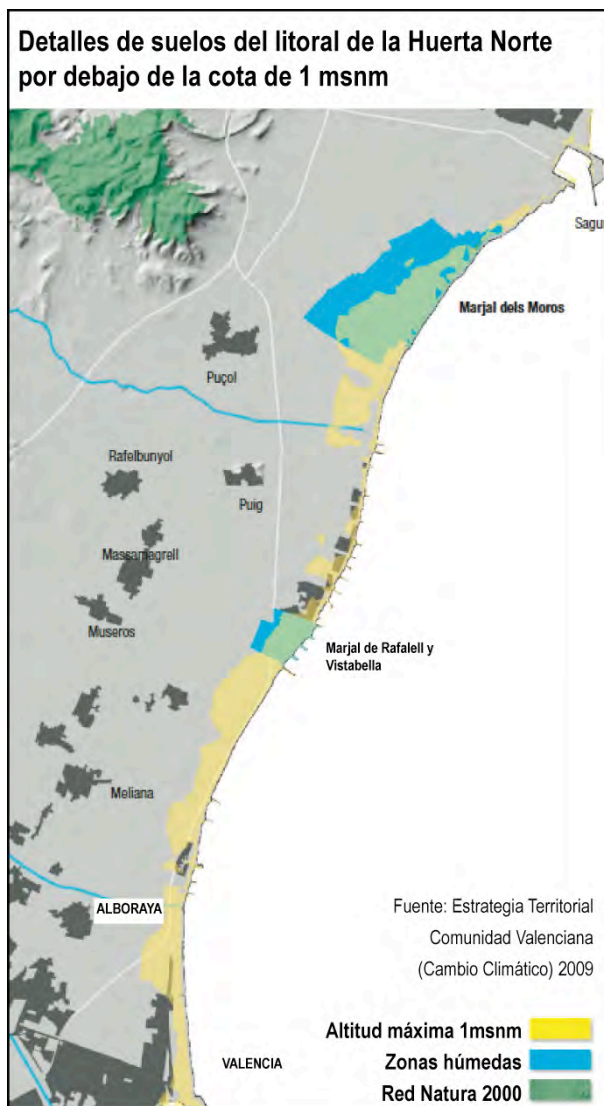 Detalles de suelos del litoral de la Huerta Norte
por debajo de la cota de 1 msnm
Sagun
Marjal dels Moros
Puçol
Rafelbunyol
Puig
Massamagrell
Museros
Marjal de Rafalell y
Vistabella
Meliana
ALBORAYA
Fuente: Estrategia Territorial
Comunidad Valenciana
(Cambio Climático) 2009
Altitud máxima 1msnm
VALENCIA
Zonas húmedas
Red Natura 2000